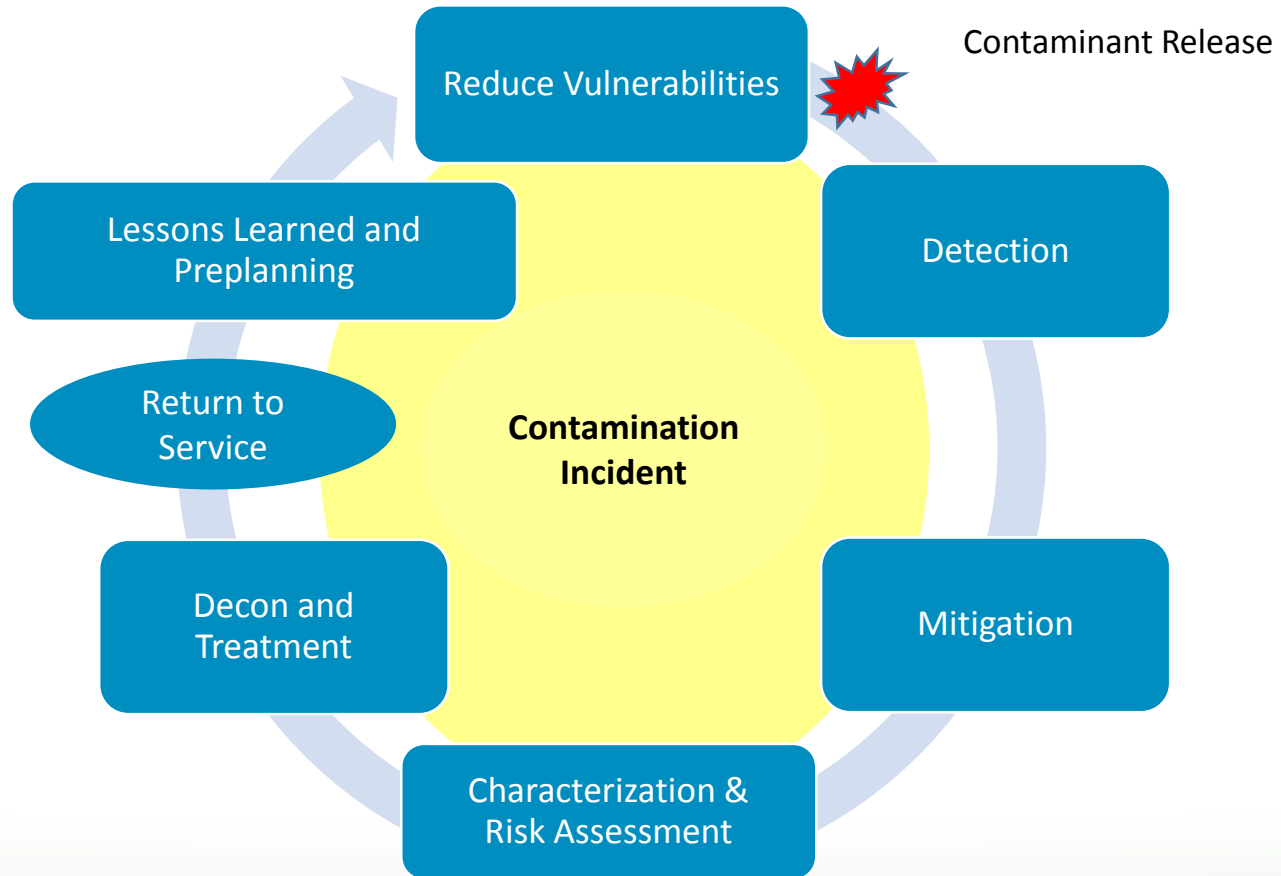 Contaminant Release
Reduce Vulnerabilities
Detection
Mitigation
Characterization &
Risk Assessment
Decon and
Treatment
Return to
Service
Lessons Learned and
Preplanning
Contamination
Incident